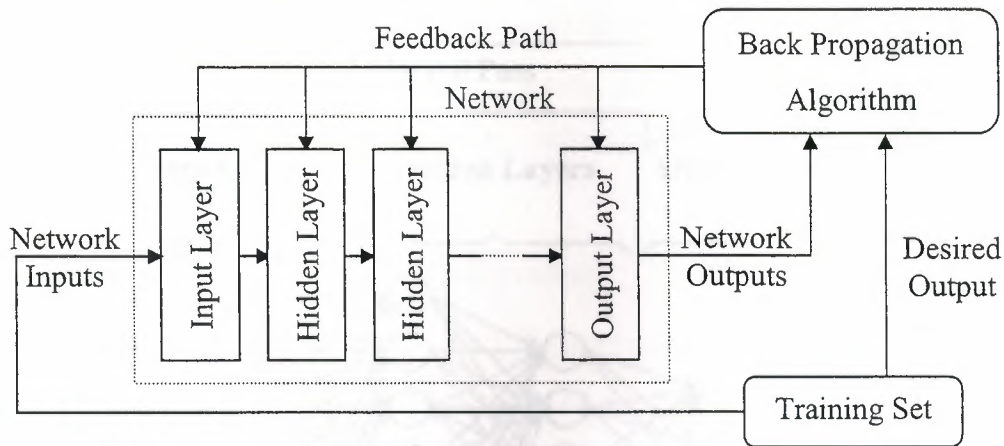 Feedback Path
Back Propagation
Algorithm
Network
Network
Inputs
Input Layer
Hidden Layer
Hidden Layer
Output Layer
Network
Outputs
Desired
Output
Training Set